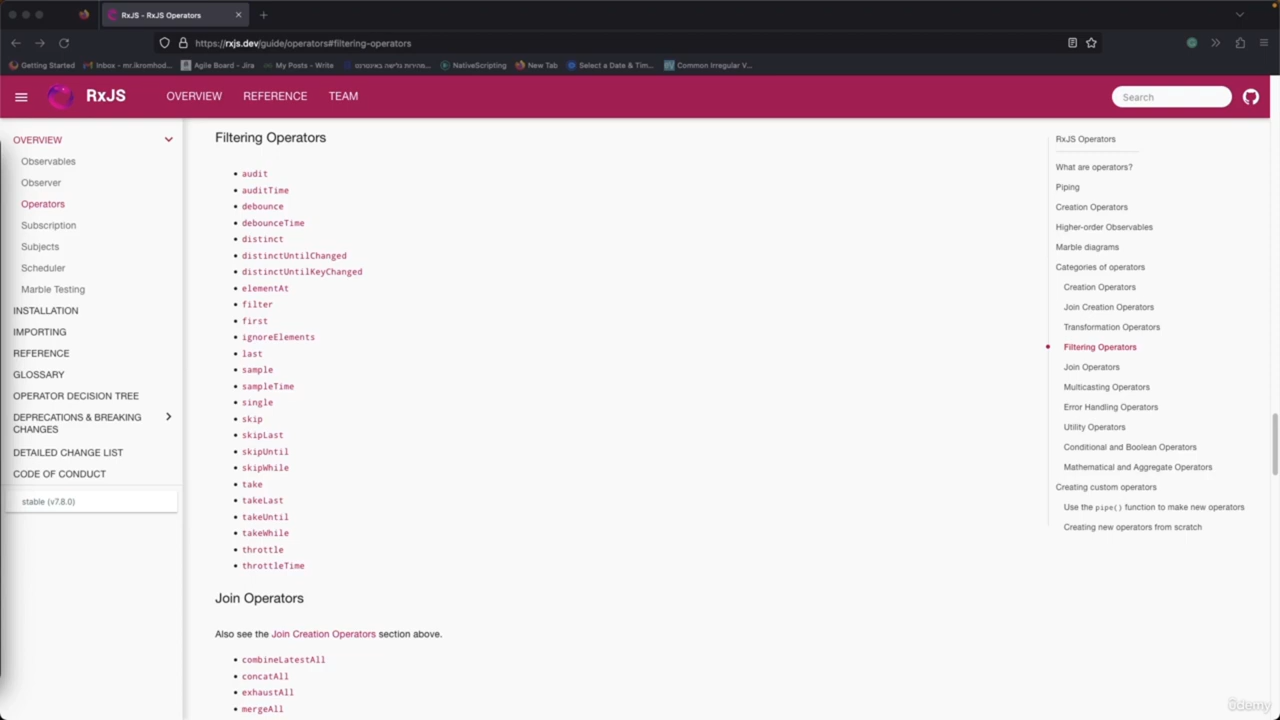 RxJS - RxJS Operators
https://rxjs.dev/guide/operators#filtering-operators
Getting Started
Inbox - mr.ikromhod...
Agile Board - Jira
My Posts - Write
NativeScripting
New Tab
Select a Date & Tim...
Common Irregular V...
RxJS
OVERVIEW
REFERENCE
TEAM
Search
OVERVIEW
Observables
Observer
Operators
Subscription
Subjects
Scheduler
Marble Testing
INSTALLATION
IMPORTING
REFERENCE
GLOSSARY
OPERATOR DECISION TREE
DEPRECATIONS & BREAKING
CHANGES
DETAILED CHANGE LIST
CODE OF CONDUCT
stable (v7.8.0)
Filtering Operators
audit
auditTime
debounce
debounceTime
distinct
distinctUntilChanged
distinctUntilKeyChanged
elementAt
filter
first
ignoreElements
last
sample
sampleTime
single
skip
skipLast
skipUntil
skipWhile
take
takeLast
takeUntil
takeWhile
throttle
throttleTime
Join Operators
Also see the Join Creation Operators section above.
combineLatestAll
concatAll
exhaustAll
mergeAll
RxJS Operators
What are operators?
Piping
Creation Operators
Higher-order Observables
Marble diagrams
Categories of operators
Creation Operators
Join Creation Operators
Transformation Operators
Filtering Operators
Join Operators
Multicasting Operators
Error Handling Operators
Utility Operators
Conditional and Boolean Operators
Mathematical and Aggregate Operators
Creating custom operators
Use the pipe() function to make new operators
Creating new operators from scratch
ûdemy